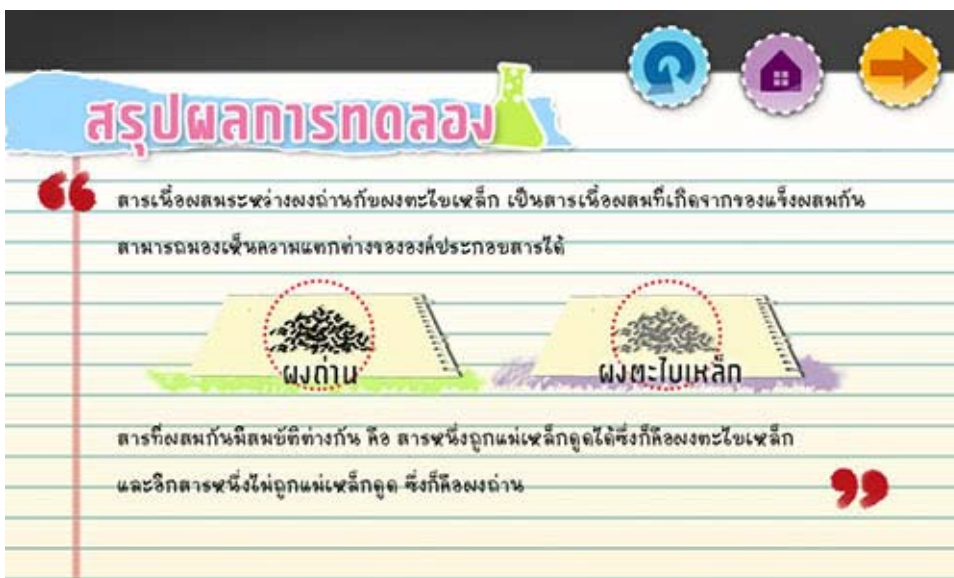 สรุปผลการทดลอง
สารเนื้อผสมระหว่างผงถ่านกับผงตะไบเหล็ก เป็นสารเนื้อผสมที่เกิดจากของแข็งผสมกัน
สามารถมองเห็นความแตกต่างขององค์ประกอบสารได้
ผงถ่าน
ผงตะไบเหล็ก
สารที่ผสมกันมีสมบัติต่างกัน คือ สารหนึ่งถูกแม่เหล็กดูดได้ซึ่งก็คือผงตะไบเหล็ก
และอีกสารหนึ่งไม่ถูกแม่เหล็กดูด ซึ่งก็คือผงถ่าน